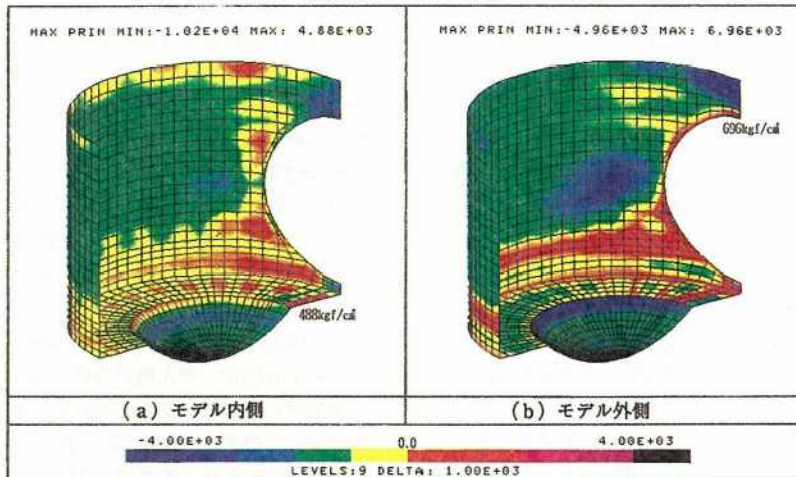 MAX PRIN MIN:-1.02E+04 MAX: 4.88E+03
488kgf/c㎡
(a) モデル内側
MAX PRIN MIN:-4.96E+03 MAX: 6.96E+03
696kgf/c㎡
(b) モデル外側
-4.00E+03 0.0 4.00E+03
LEVELS:9 DELTA: 1.00E+03